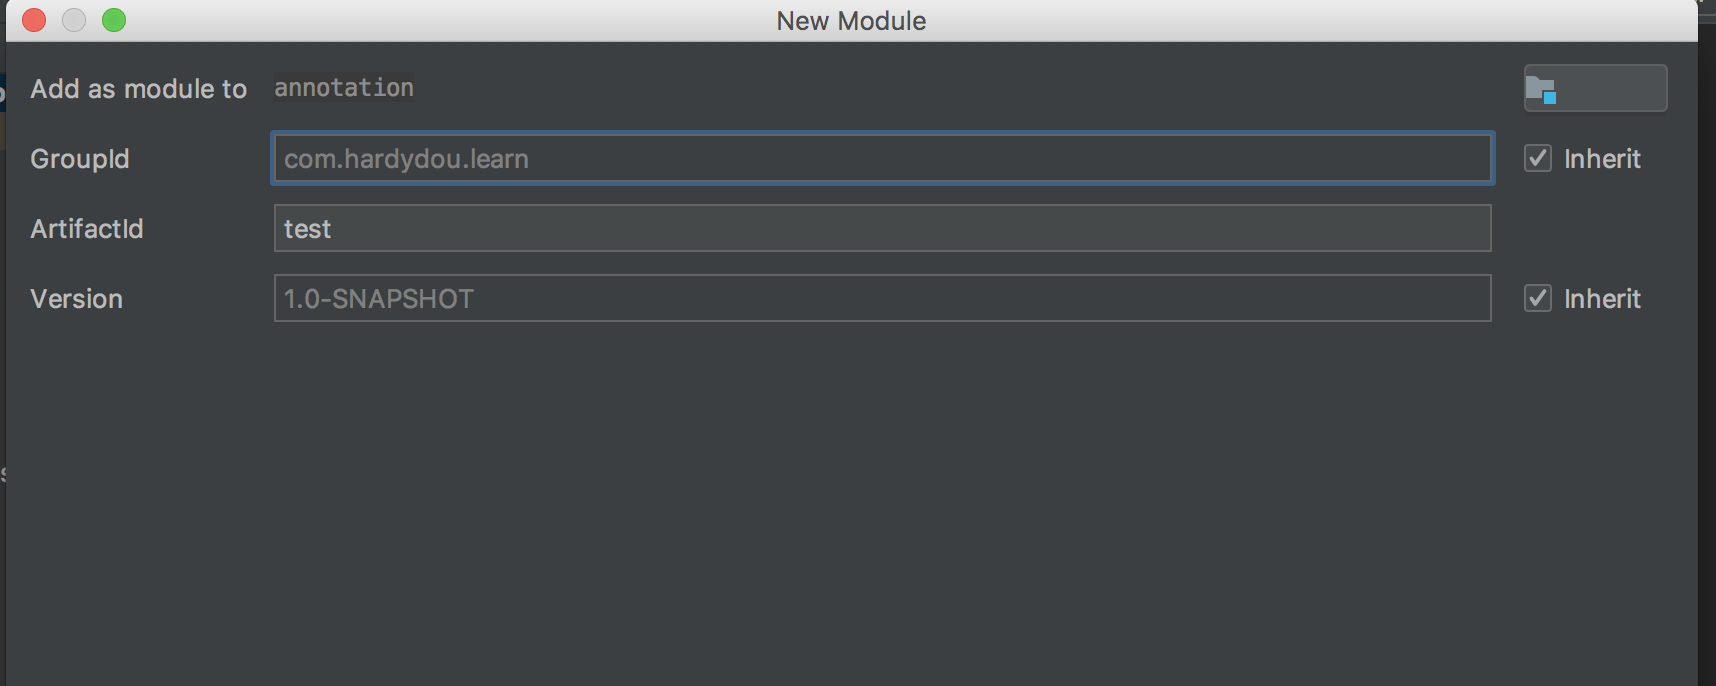 New Module
Add as module to annotation
GroupId com.hardydou.learn Inherit
ArtifactId test
Version 1.0-SNAPSHOT Inherit